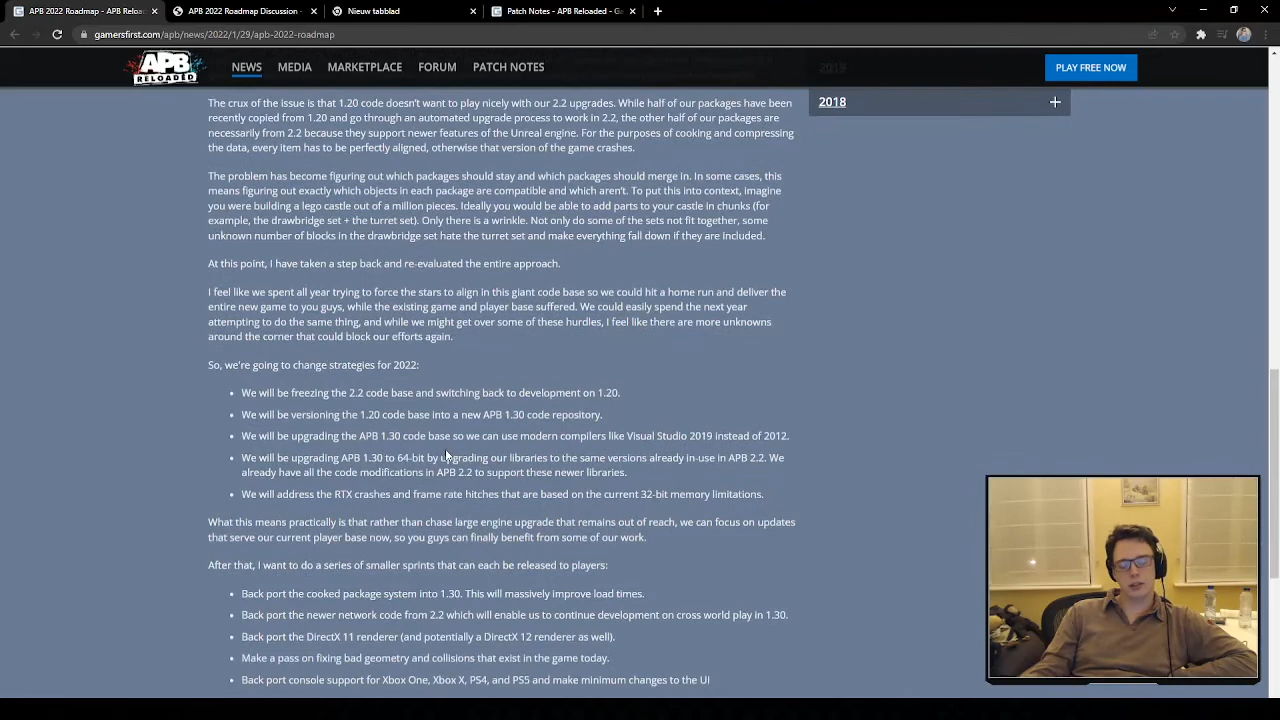 APB 2022 Roadmap - APB Reloaded
APB 2022 Roadmap Discussion -
Nieuw tabblad
Patch Notes - APB Reloaded - G
gamersfirst.com/apb/news/2022/1/29/apb-2022-roadmap
APB
RELOADED
NEWS
MEDIA
MARKETPLACE
FORUM
PATCH NOTES
PLAY FREE NOW
2019
2018
The crux of the issue is that 1.20 code doesn't want to play nicely with our 2.2 upgrades. While half of our packages have been
recently copied from 1.20 and go through an automated upgrade process to work in 2.2, the other half of our packages are
necessarily from 2.2 because they support newer features of the Unreal engine. For the purposes of cooking and compressing
the data, every item has to be perfectly aligned, otherwise that version of the game crashes.
The problem has become figuring out which packages should stay and which packages should merge in. In some cases, this
means figuring out exactly which objects in each package are compatible and which aren't. To put this into context, imagine
you were building a lego castle out of a million pieces. Ideally you would be able to add parts to your castle in chunks (for
example, the drawbridge set + the turret set). Only there is a wrinkle. Not only do some of the sets not fit together, some
unknown number of blocks in the drawbridge set hate the turret set and make everything fall down if they are included.
At this point, I have taken a step back and re-evaluated the entire approach.
I feel like we spent all year trying to force the stars to align in this giant code base so we could hit a home run and deliver the
entire new game to you guys, while the existing game and player base suffered. We could easily spend the next year
attempting to do the same thing, and while we might get over some of these hurdles, I feel like there are more unknowns
around the corner that could block our efforts again.
So, we're going to change strategies for 2022:
• We will be freezing the 2.2 code base and switching back to development on 1.20.
• We will be versioning the 1.20 code base into a new APB 1.30 code repository.
• We will be upgrading the APB 1.30 code base so we can use modern compilers like Visual Studio 2019 instead of 2012.
• We will be upgrading APB 1.30 to 64-bit by upgrading our libraries to the same versions already in-use in APB 2.2. We
already have all the code modifications in APB 2.2 to support these newer libraries.
• We will address the RTX crashes and frame rate hitches that are based on the current 32-bit memory limitations.
What this means practically is that rather than chase large engine upgrade that remains out of reach, we can focus on updates
that serve our current player base now, so you guys can finally benefit from some of our work.
After that, I want to do a series of smaller sprints that can each be released to players:
• Back port the cooked package system into 1.30. This will massively improve load times.
• Back port the newer network code from 2.2 which will enable us to continue development on cross world play in 1.30.
• Back port the DirectX 11 renderer (and potentially a DirectX 12 renderer as well).
• Make a pass on fixing bad geometry and collisions that exist in the game today.
• Back port console support for Xbox One, Xbox X, PS4, and PS5 and make minimum changes to the UI